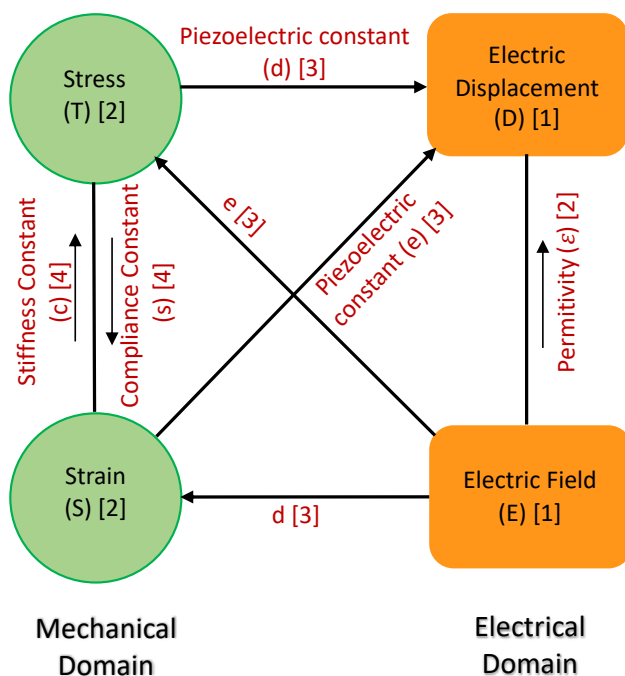 Piezoelectric constant
(d) [3]
Stress
(T) [2]
Electric
Displacement
(D) [1]
e [3]
Piezoelectric
constant (e) [3]
Stiffness Constant
(c) [4]
Compliance Constant
(s) [4]
Permitivity (ε) [2]
Strain
(S) [2]
d [3]
Electric Field
(E) [1]
Mechanical
Domain
Electrical
Domain